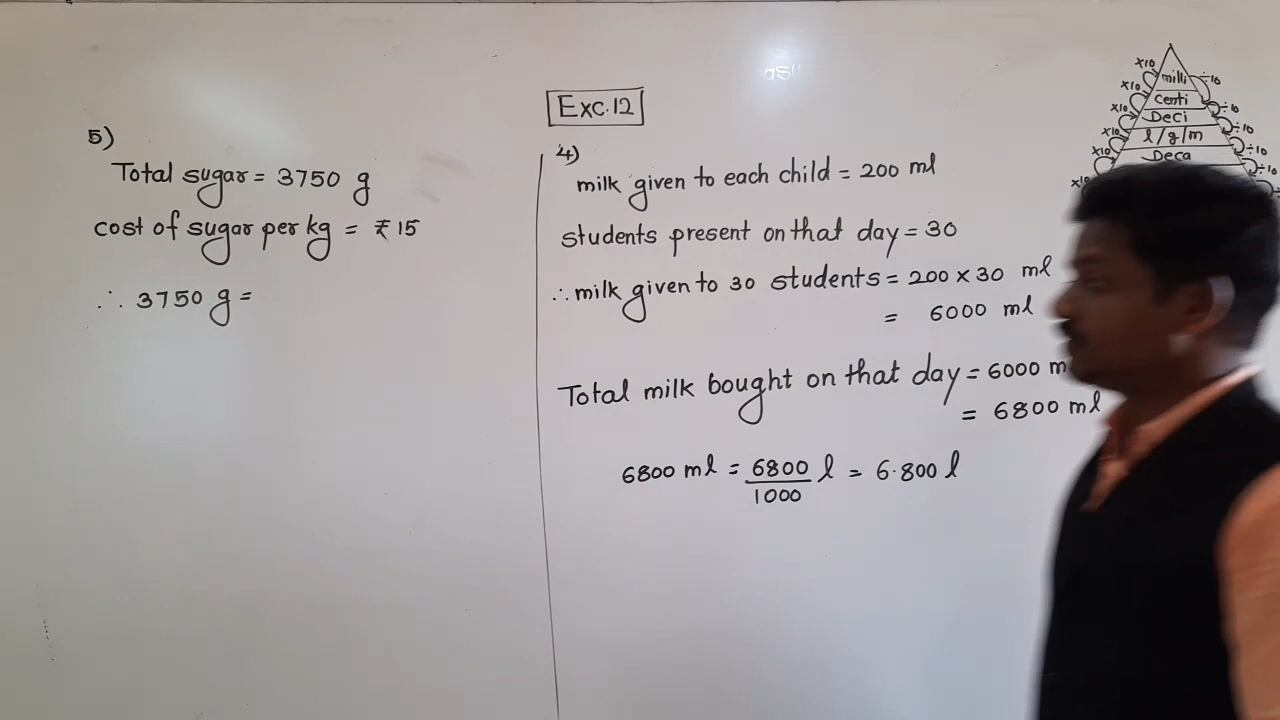 Exc.12
5)
Total sugar = 3750 g
cost of sugar per kg = ₹15
∴ 3750 g =
4)
milk given to each child = 200 ml
students present on that day = 30
∴ milk given to 30 students = 200 × 30 ml
= 6000 ml
Total milk bought on that day = 6000 m
= 6800 ml
6800 ml = 6800/1000 l = 6.800 l
×10 milli ÷10
×10 Centi ÷10
×10 Deci ÷10
×10 l/g/m ÷10
×10 Deca ÷10
×10